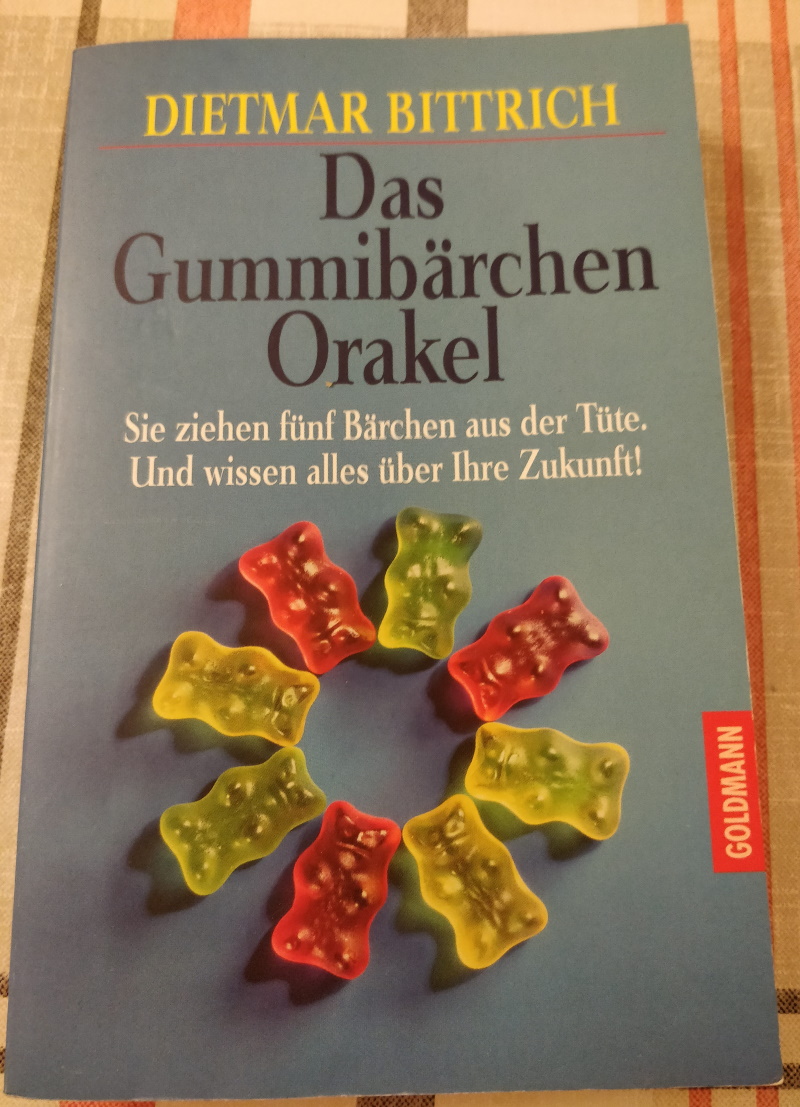 DIETMAR BITTRICH
Das
Gummibärchen
Orakel
Sie ziehen fünf Bärchen aus der Tüte.
Und wissen alles über Ihre Zukunft!
GOLDMANN